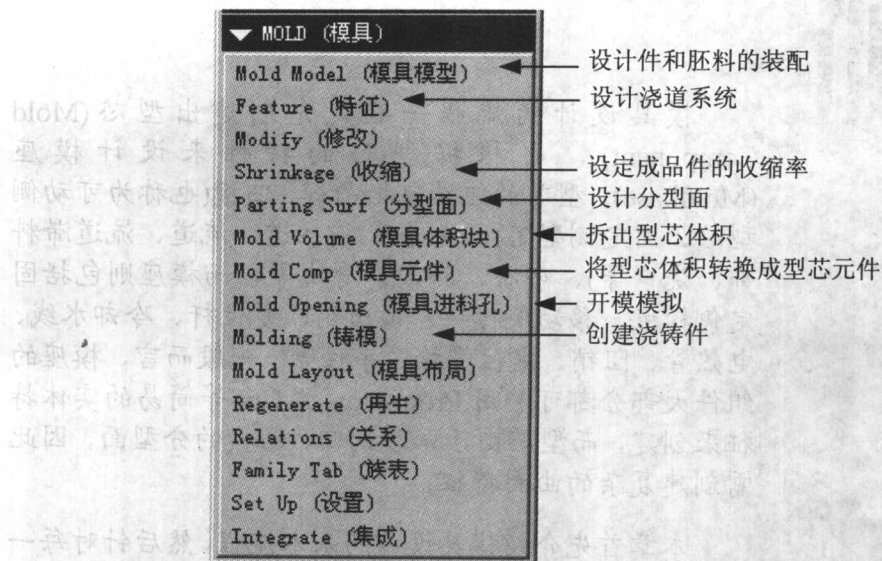 MOLD (模具)
Mold Model (模具模型) 设计件和胚料的装配
Feature (特征) 设计浇道系统
Modify (修改)
Shrinkage (收缩) 设定成品件的收缩率
Parting Surf (分型面) 设计分型面
Mold Volume (模具体积块) 拆出型芯体积
Mold Comp (模具元件) 将型芯体积转换成型芯元件
Mold Opening (模具进料孔) 开模模拟
Molding (铸模) 创建浇铸件
Mold Layout (模具布局)
Regenerate (再生)
Relations (关系)
Family Tab (族表)
Set Up (设置)
Integrate (集成)